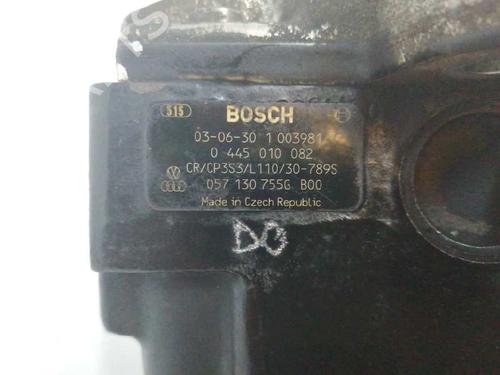 515 BOSCH
03-06-30 1 003981
0 445 010 082
CR/CP3S3/L110/30-789S
057 130 755G B00
Made in Czech Republic
DG